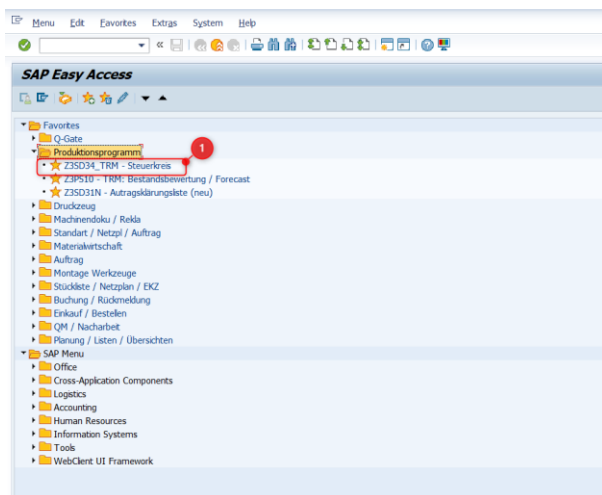 Menu Edit Favorites Extras System Help
SAP Easy Access
Favorites
Q-Gate
Produktionsprogramm
1
Z3SD34_TRM - Steuerkreis
Z3PS10 - TRM: Bestandsbewertung / Forecast
Z3SD31N - Autragsklärungsliste (neu)
Druckzeug
Machinendoku / Rekla
Standart / Netzpl / Auftrag
Materialwirtschaft
Auftrag
Montage Werkzeuge
Stückliste / Netzplan / EKZ
Buchung / Rückmeldung
Einkauf / Bestellen
QM / Nacharbeit
Planung / Listen / Übersichten
SAP Menu
Office
Cross-Application Components
Logistics
Accounting
Human Resources
Information Systems
Tools
WebClient UI Framework